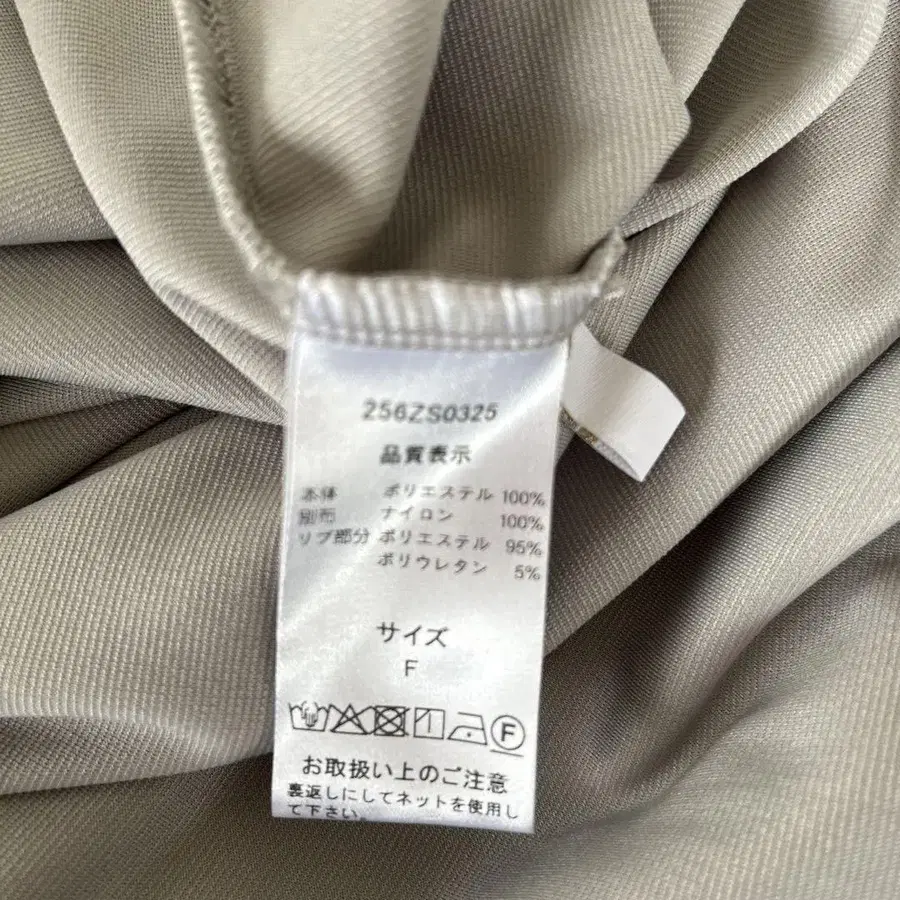 256ZS0325
品質表示
本体 ポリエステル 100%
別布 ナイロン 100%
リブ部分 ポリエステル 95%
ポリウレタン 5%
サイズ
F
F
お取扱い上のご注意
裏返しにしてネットを使用し
て下さい。